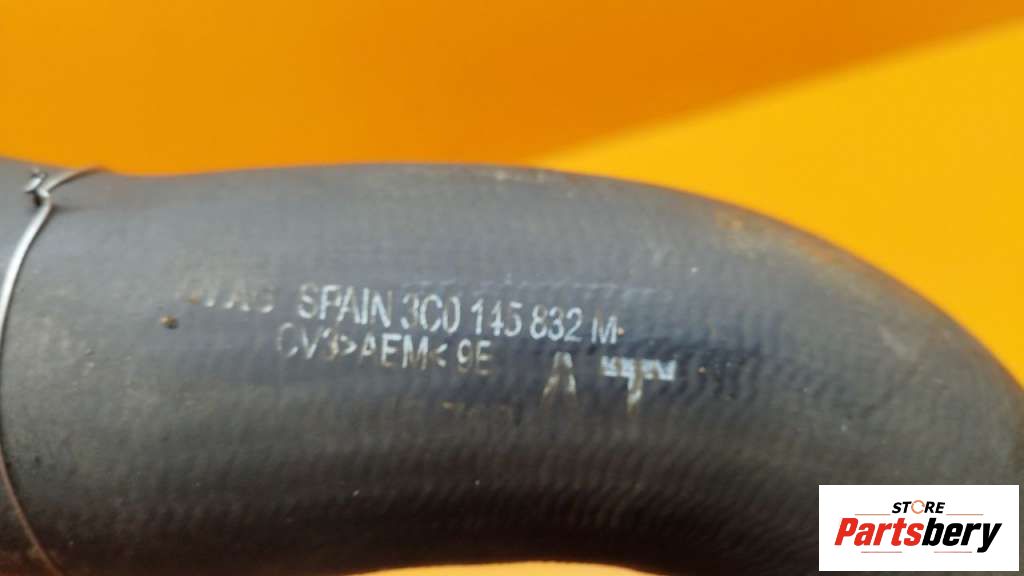 SPAIN 3C0 145 832 M
>AEM< 9E
A
STORE
Partsbery